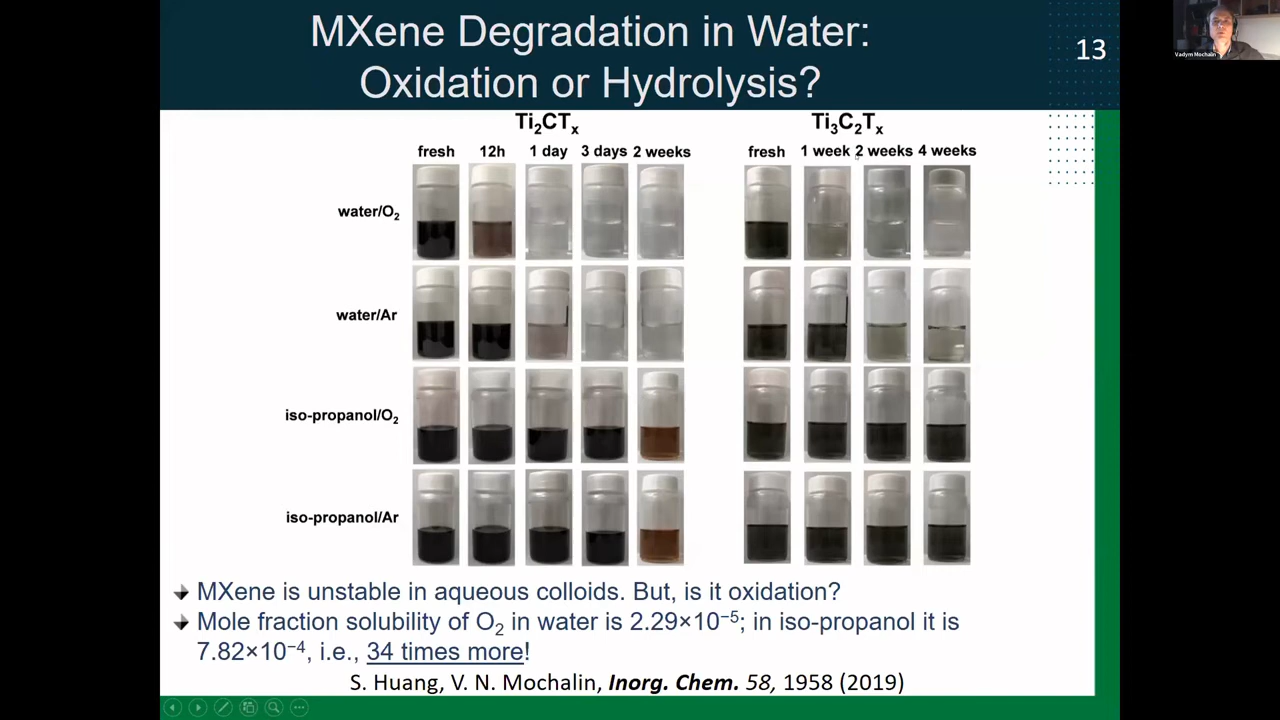 MXene Degradation in Water:
Oxidation or Hydrolysis?
13
Vadym Mochalin
Ti₂CTₓ
Ti₃C₂Tₓ
fresh 12h 1 day 3 days 2 weeks
fresh 1 week 2 weeks 4 weeks
water/O₂
water/Ar
iso-propanol/O₂
iso-propanol/Ar
MXene is unstable in aqueous colloids. But, is it oxidation?
Mole fraction solubility of O₂ in water is 2.29×10⁻⁵; in iso-propanol it is
7.82×10⁻⁴, i.e., 34 times more!
S. Huang, V. N. Mochalin, Inorg. Chem. 58, 1958 (2019)